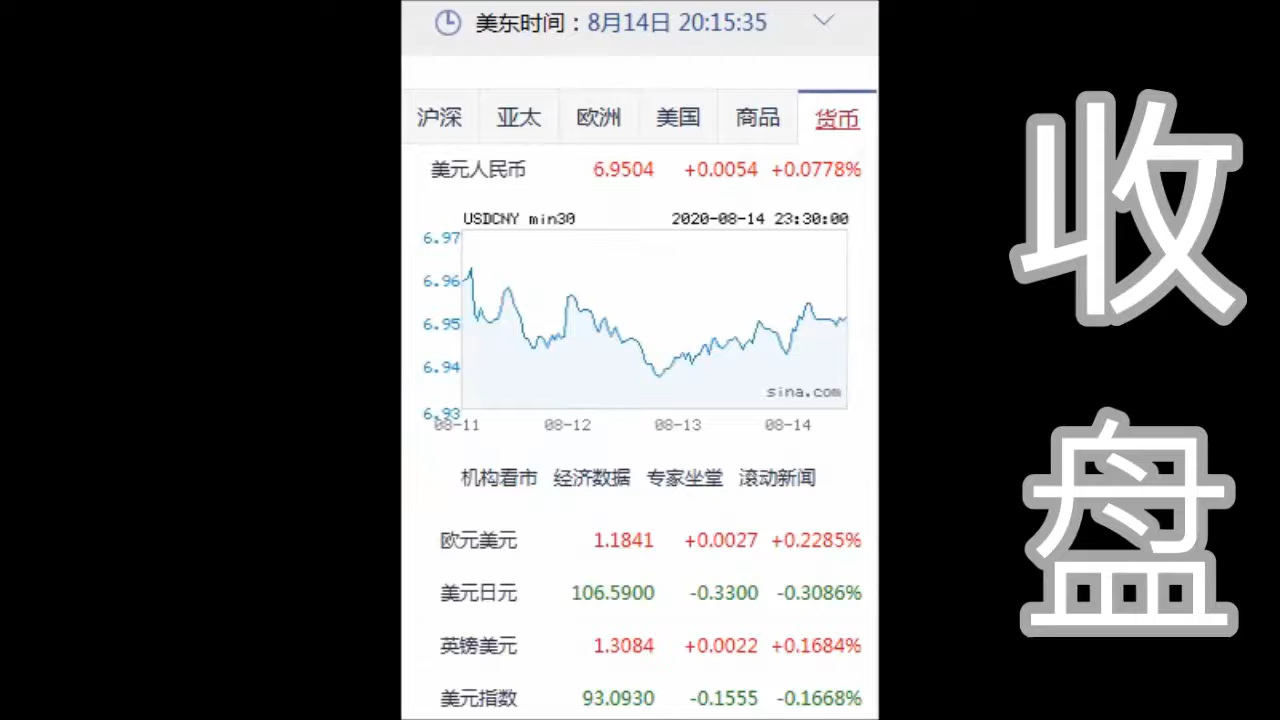 美东时间：8月14日 20:15:35
沪深 亚太 欧洲 美国 商品 货币
美元人民币 6.9504 +0.0054 +0.0778%
USDCNY min30 2020-08-14 23:30:00
6.97
6.96
6.95
6.94
6.93
sina.com
08-11 08-12 08-13 08-14
机构看市 经济数据 专家坐堂 滚动新闻
欧元美元 1.1841 +0.0027 +0.2285%
美元日元 106.5900 -0.3300 -0.3086%
英镑美元 1.3084 +0.0022 +0.1684%
美元指数 93.0930 -0.1555 -0.1668%
收盘